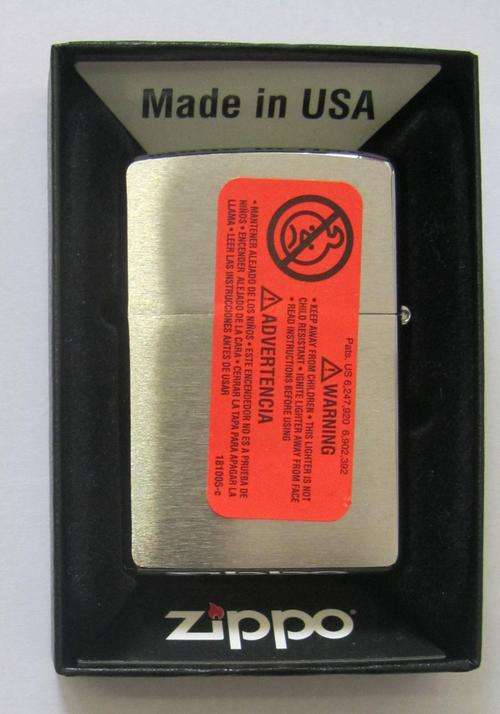 Made in USA
Pats. US 6,247,920 6,902,392
⚠WARNING
• KEEP AWAY FROM CHILDREN • THIS LIGHTER IS NOT
CHILD RESISTANT • IGNITE LIGHTER AWAY FROM FACE
• READ INSTRUCTIONS BEFORE USING
⚠ADVERTENCIA
• MANTENER ALEJADO DE LOS NIÑOS • ESTE ENCENDEDOR NO ES A PRUEBA DE
NIÑOS • ENCENDER ALEJADO DE LA CARA • CERRAR LA TAPA PARA APAGAR LA
LLAMA • LEER LAS INSTRUCCIONES ANTES DE USAR
181005-c
zippo®